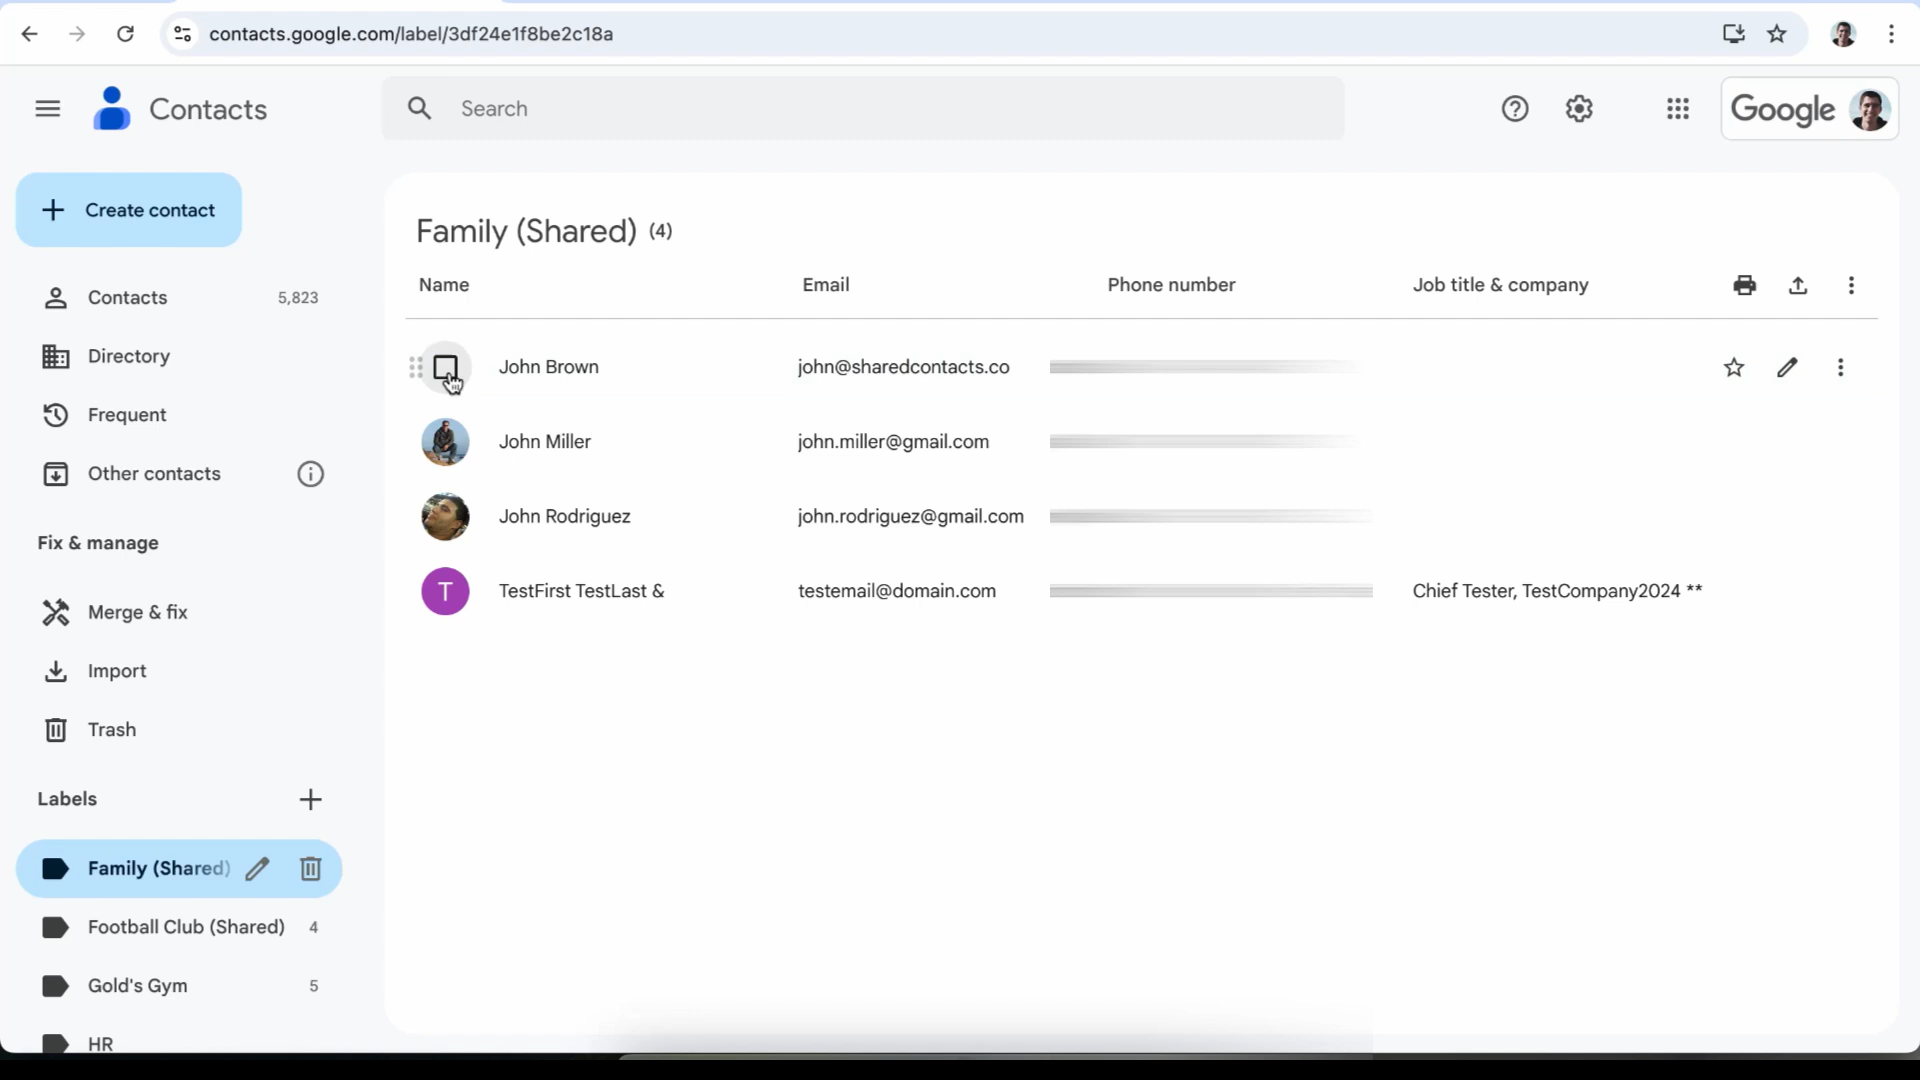 contacts.google.com/label/3df24e1f8be2c18a
Contacts
Search
Google
Create contact
Contacts 5,823
Directory
Frequent
Other contacts
Fix & manage
Merge & fix
Import
Trash
Labels
Family (Shared)
Football Club (Shared) 4
Gold's Gym 5
HR
Family (Shared) (4)
Name Email Phone number Job title & company
John Brown john@sharedcontacts.co
John Miller john.miller@gmail.com
John Rodriguez john.rodriguez@gmail.com
T TestFirst TestLast & testemail@domain.com Chief Tester, TestCompany2024 **